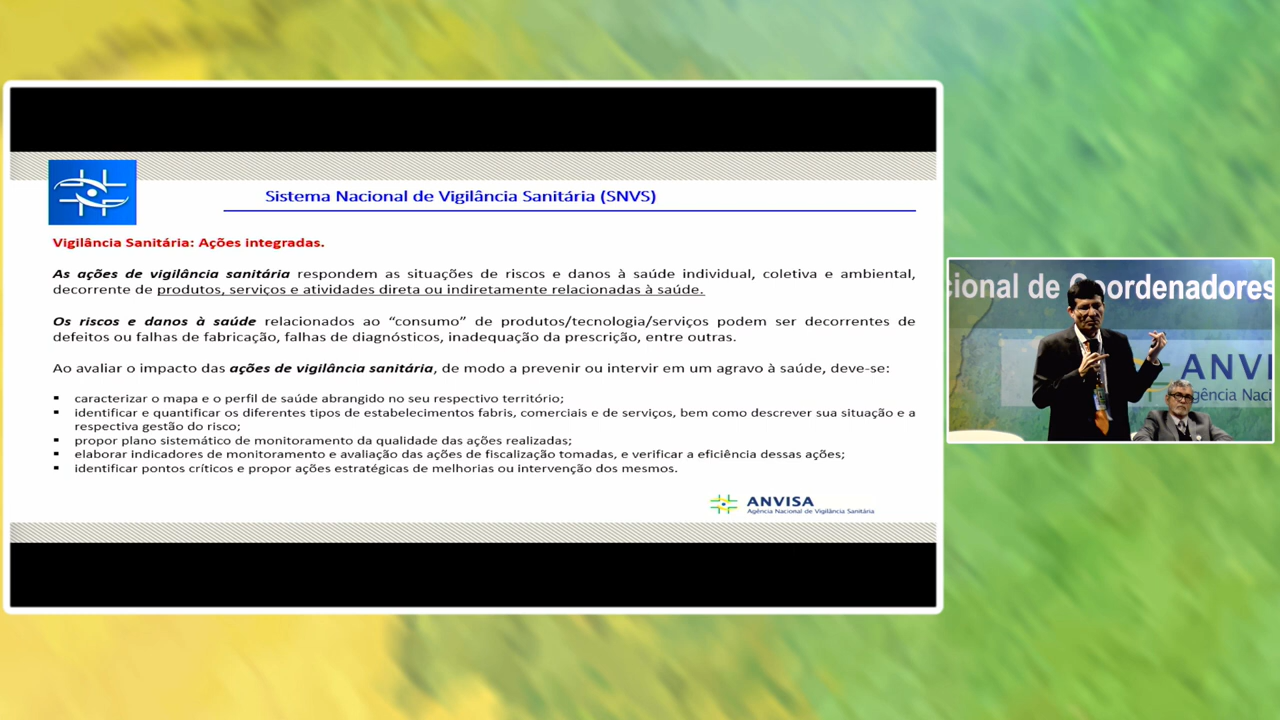 Sistema Nacional de Vigilância Sanitária (SNVS)
Vigilância Sanitária: Ações integradas.
As ações de vigilância sanitária respondem as situações de riscos e danos à saúde individual, coletiva e ambiental,
decorrente de produtos, serviços e atividades direta ou indiretamente relacionadas à saúde.
Os riscos e danos à saúde relacionados ao “consumo” de produtos/tecnologia/serviços podem ser decorrentes de
defeitos ou falhas de fabricação, falhas de diagnósticos, inadequação da prescrição, entre outras.
Ao avaliar o impacto das ações de vigilância sanitária, de modo a prevenir ou intervir em um agravo à saúde, deve-se:
▪ caracterizar o mapa e o perfil de saúde abrangido no seu respectivo território;
▪ identificar e quantificar os diferentes tipos de estabelecimentos fabris, comerciais e de serviços, bem como descrever sua situação e a
respectiva gestão do risco;
▪ propor plano sistemático de monitoramento da qualidade das ações realizadas;
▪ elaborar indicadores de monitoramento e avaliação das ações de fiscalização tomadas, e verificar a eficiência dessas ações;
▪ identificar pontos críticos e propor ações estratégicas de melhorias ou intervenção dos mesmos.
ANVISA
Agência Nacional de Vigilância Sanitária
cional de Coordenadores
ANVI
gência Naci